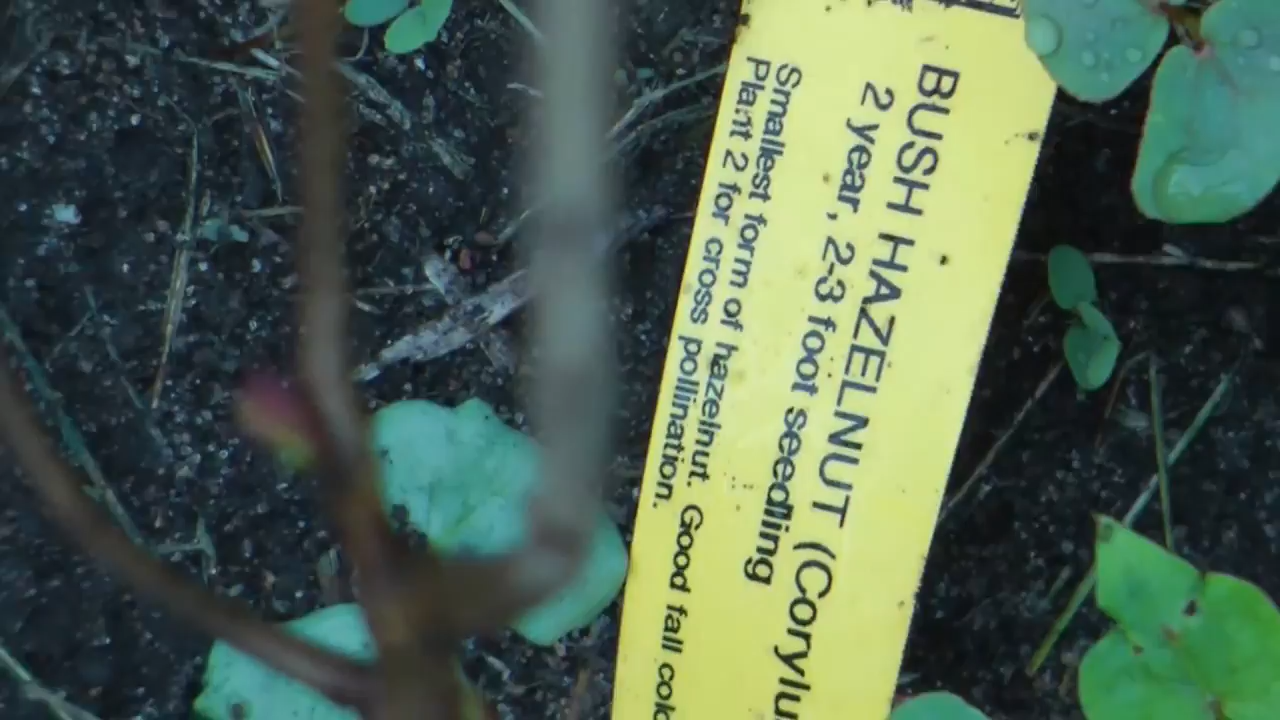 BUSH HAZELNUT (Corylu
2 year, 2-3 foot seedling
Smallest form of hazelnut. Good fall colo
Plant 2 for cross pollination.